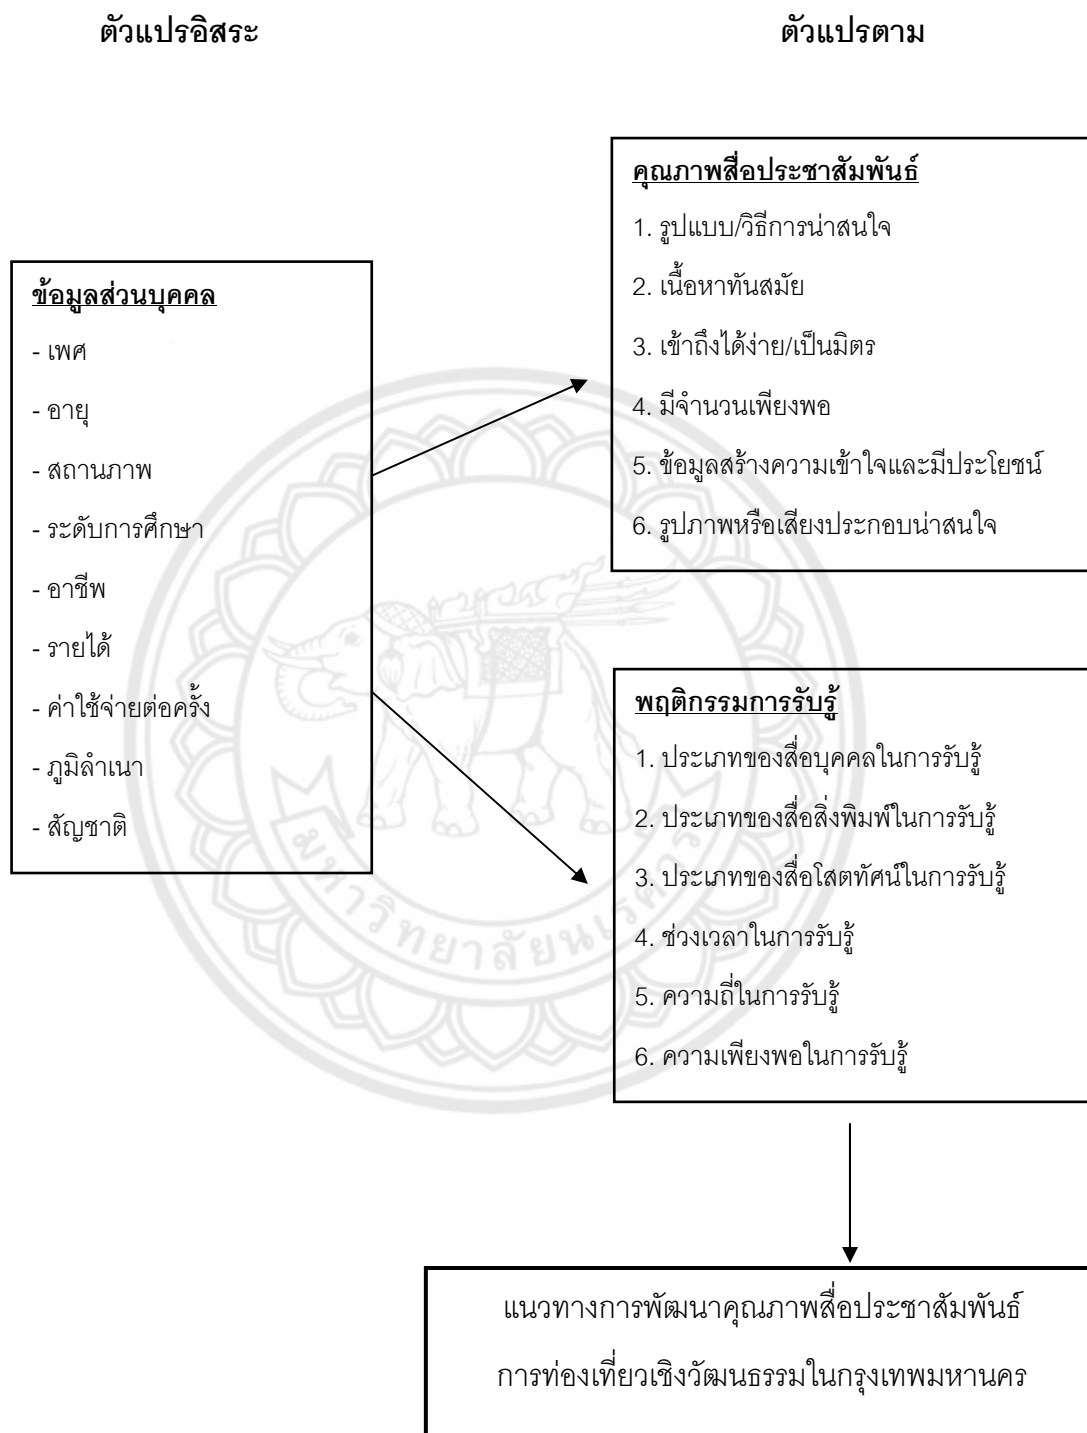 ตัวแปรอิสระ
ตัวแปรตาม
ข้อมูลส่วนบุคคล
- เพศ
- อายุ
- สถานภาพ
- ระดับการศึกษา
- อาชีพ
- รายได้
- ค่าใช้จ่ายต่อครั้ง
- ภูมิลำเนา
- สัญชาติ
คุณภาพสื่อประชาสัมพันธ์
1. รูปแบบ/วิธีการน่าสนใจ
2. เนื้อหาทันสมัย
3. เข้าถึงได้ง่าย/เป็นมิตร
4. มีจำนวนเพียงพอ
5. ข้อมูลสร้างความเข้าใจและมีประโยชน์
6. รูปภาพหรือเสียงประกอบน่าสนใจ
พฤติกรรมการรับรู้
1. ประเภทของสื่อบุคคลในการรับรู้
2. ประเภทของสื่อสิ่งพิมพ์ในการรับรู้
3. ประเภทของสื่อโสตทัศน์ในการรับรู้
4. ช่วงเวลาในการรับรู้
5. ความถี่ในการรับรู้
6. ความเพียงพอในการรับรู้
มหาวิทยาลัยนเรศวร
แนวทางการพัฒนาคุณภาพสื่อประชาสัมพันธ์
การท่องเที่ยวเชิงวัฒนธรรมในกรุงเทพมหานคร